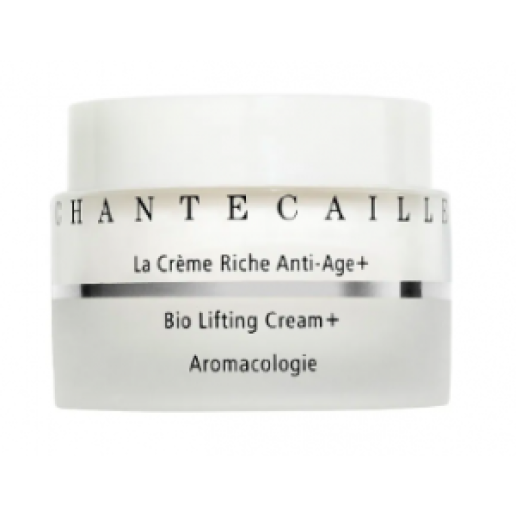 CHANTECAILLE
La Crème Riche Anti-Age+
Bio Lifting Cream+
Aromacologie